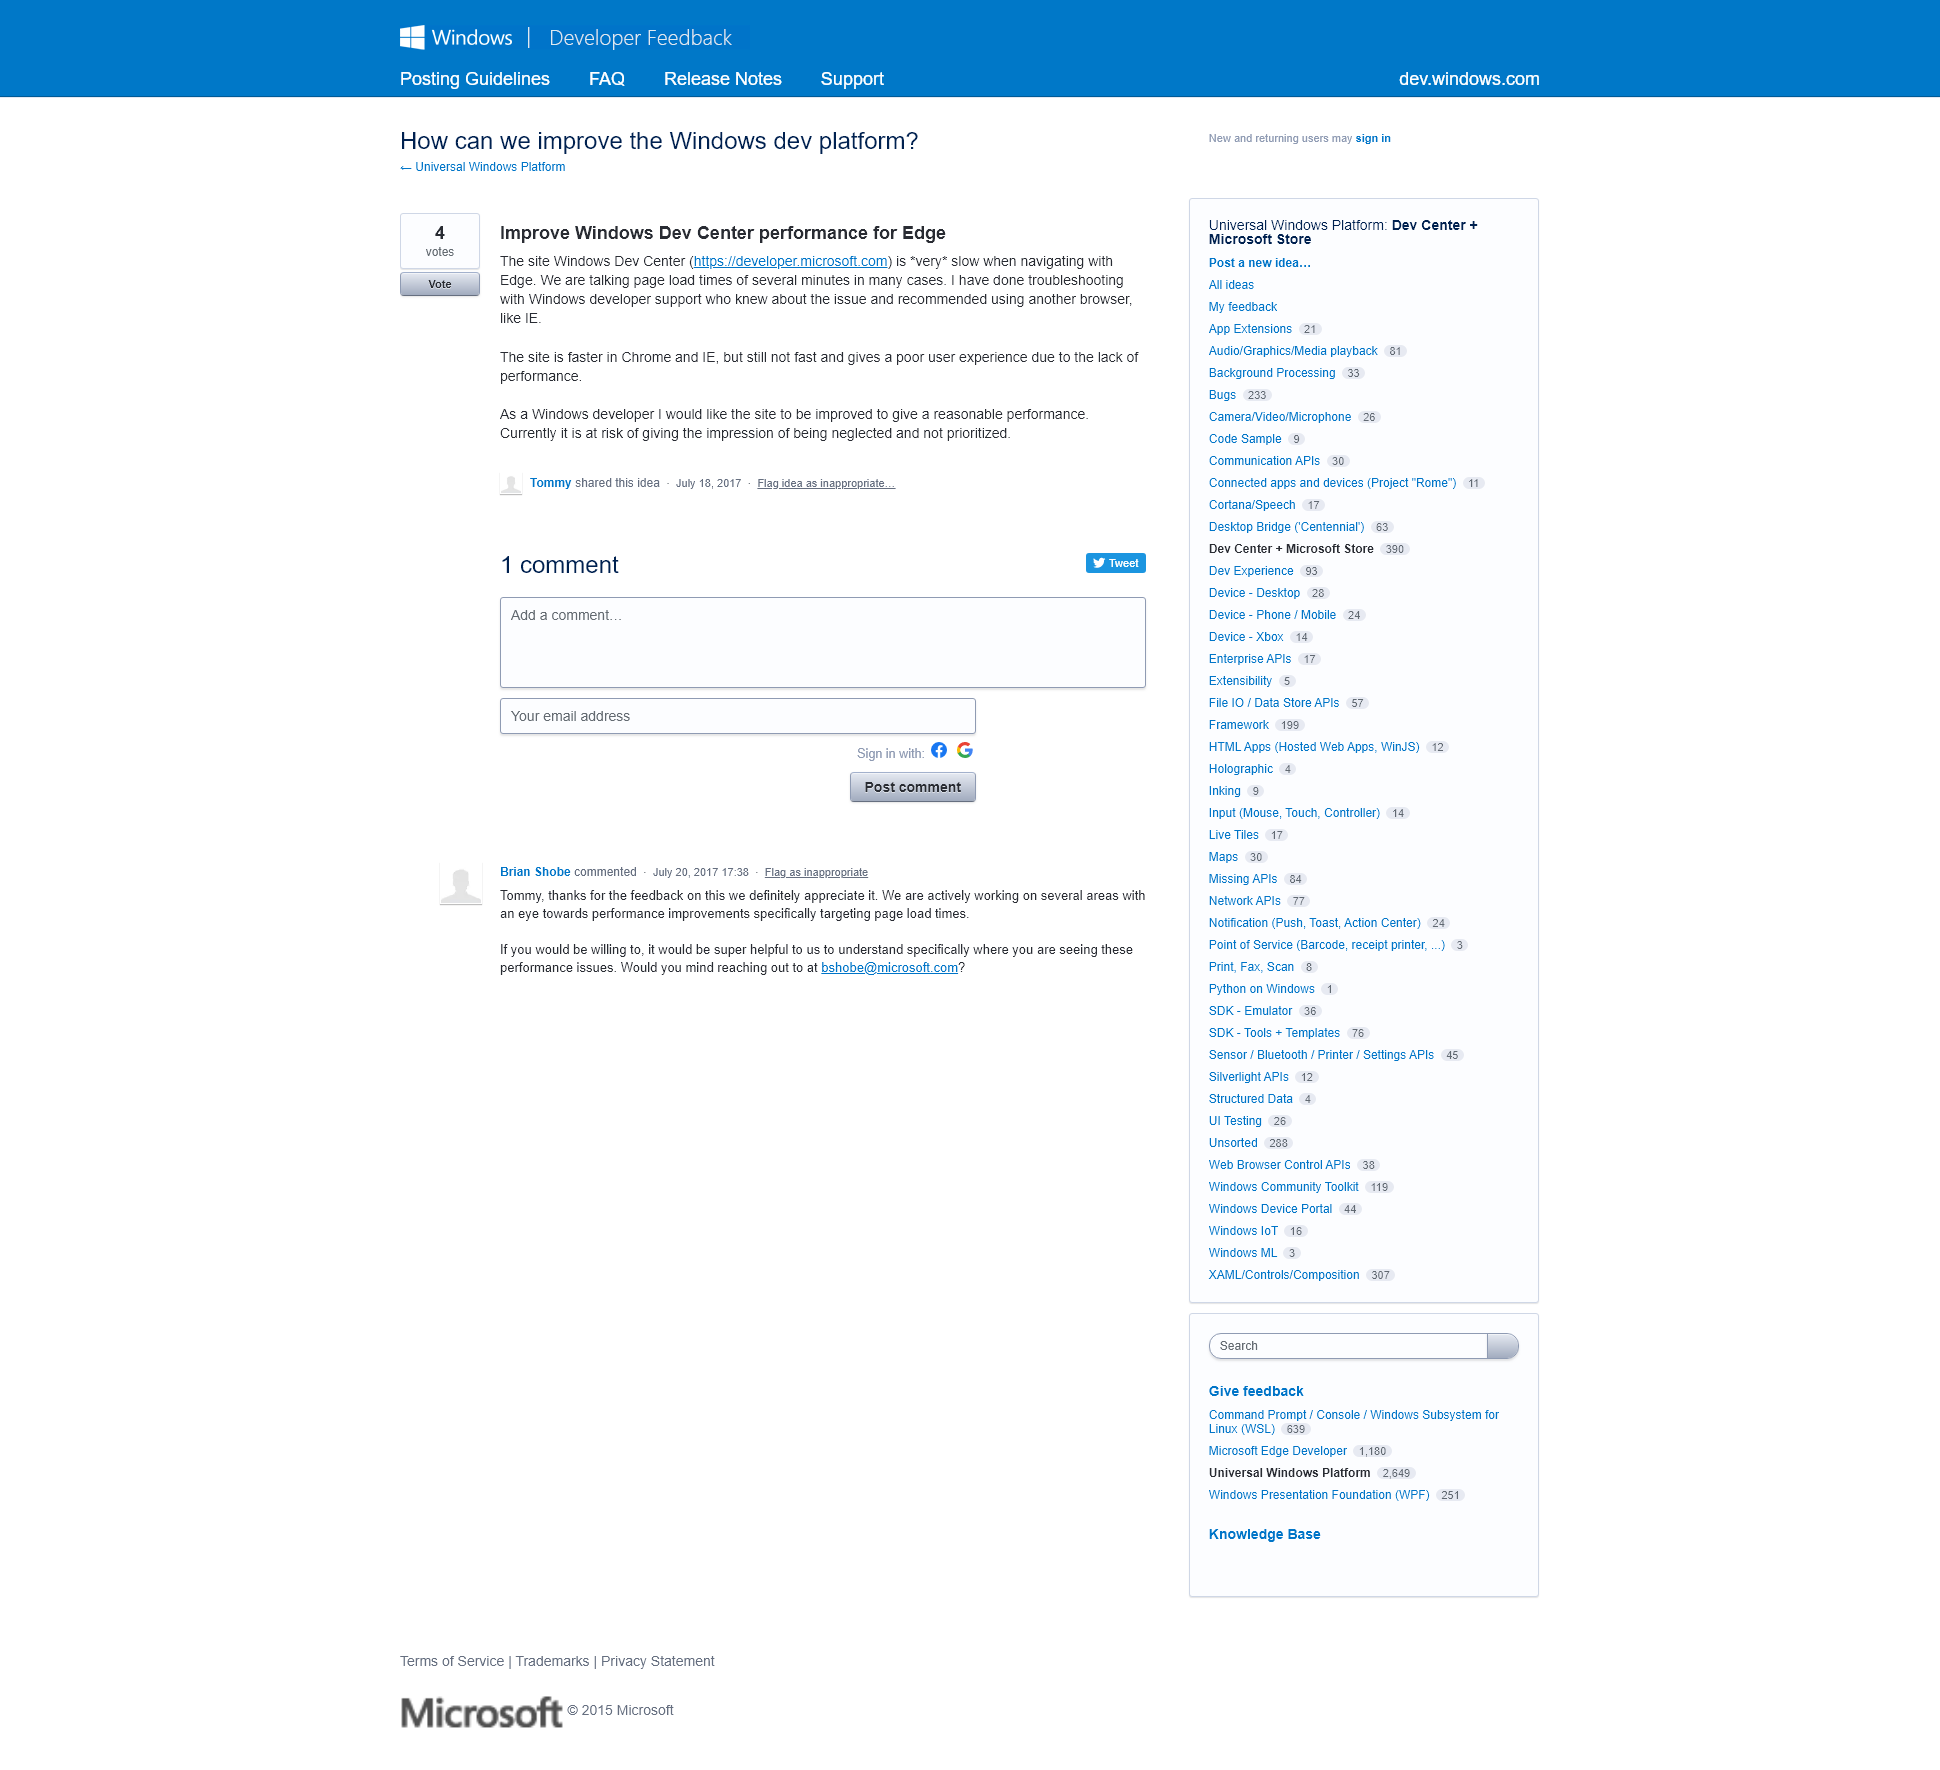 Windows | Developer Feedback
Posting Guidelines FAQ Release Notes Support dev.windows.com
How can we improve the Windows dev platform?
← Universal Windows Platform
New and returning users may sign in
4
votes
Vote
Improve Windows Dev Center performance for Edge
The site Windows Dev Center (https://developer.microsoft.com) is *very* slow when navigating with
Edge. We are talking page load times of several minutes in many cases. I have done troubleshooting
with Windows developer support who knew about the issue and recommended using another browser,
like IE.
The site is faster in Chrome and IE, but still not fast and gives a poor user experience due to the lack of
performance.
As a Windows developer I would like the site to be improved to give a reasonable performance.
Currently it is at risk of giving the impression of being neglected and not prioritized.
Tommy shared this idea · July 18, 2017 · Flag idea as inappropriate…
1 comment
Tweet
Add a comment…
Your email address
Sign in with:
Post comment
Brian Shobe commented · July 20, 2017 17:38 · Flag as inappropriate
Tommy, thanks for the feedback on this we definitely appreciate it. We are actively working on several areas with
an eye towards performance improvements specifically targeting page load times.
If you would be willing to, it would be super helpful to us to understand specifically where you are seeing these
performance issues. Would you mind reaching out to at bshobe@microsoft.com?
Universal Windows Platform: Dev Center +
Microsoft Store
Post a new idea…
All ideas
My feedback
App Extensions 21
Audio/Graphics/Media playback 81
Background Processing 33
Bugs 233
Camera/Video/Microphone 26
Code Sample 9
Communication APIs 30
Connected apps and devices (Project "Rome") 11
Cortana/Speech 17
Desktop Bridge ('Centennial') 63
Dev Center + Microsoft Store 390
Dev Experience 93
Device - Desktop 28
Device - Phone / Mobile 24
Device - Xbox 14
Enterprise APIs 17
Extensibility 5
File IO / Data Store APIs 57
Framework 199
HTML Apps (Hosted Web Apps, WinJS) 12
Holographic 4
Inking 9
Input (Mouse, Touch, Controller) 14
Live Tiles 17
Maps 30
Missing APIs 84
Network APIs 77
Notification (Push, Toast, Action Center) 24
Point of Service (Barcode, receipt printer, ...) 3
Print, Fax, Scan 8
Python on Windows 1
SDK - Emulator 36
SDK - Tools + Templates 76
Sensor / Bluetooth / Printer / Settings APIs 45
Silverlight APIs 12
Structured Data 4
UI Testing 26
Unsorted 288
Web Browser Control APIs 38
Windows Community Toolkit 119
Windows Device Portal 44
Windows IoT 16
Windows ML 3
XAML/Controls/Composition 307
Search
Give feedback
Command Prompt / Console / Windows Subsystem for
Linux (WSL) 639
Microsoft Edge Developer 1,180
Universal Windows Platform 2,649
Windows Presentation Foundation (WPF) 251
Knowledge Base
Terms of Service | Trademarks | Privacy Statement
Microsoft © 2015 Microsoft